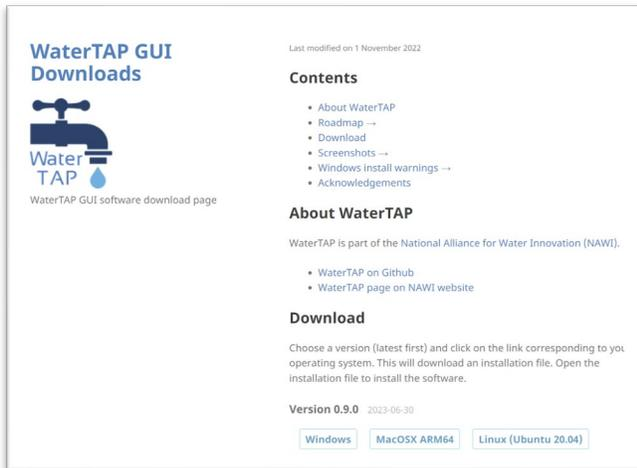 WaterTAP GUI
Downloads
Water
TAP
WaterTAP GUI software download page
Last modified on 1 November 2022
Contents
• About WaterTAP
• Roadmap →
• Download
• Screenshots →
• Windows install warnings →
• Acknowledgements
About WaterTAP
WaterTAP is part of the National Alliance for Water Innovation (NAWI).
• WaterTAP on Github
• WaterTAP page on NAWI website
Download
Choose a version (latest first) and click on the link corresponding to you
operating system. This will download an installation file. Open the
installation file to install the software.
Version 0.9.0 2023-06-30
Windows MacOSX ARM64 Linux (Ubuntu 20.04)